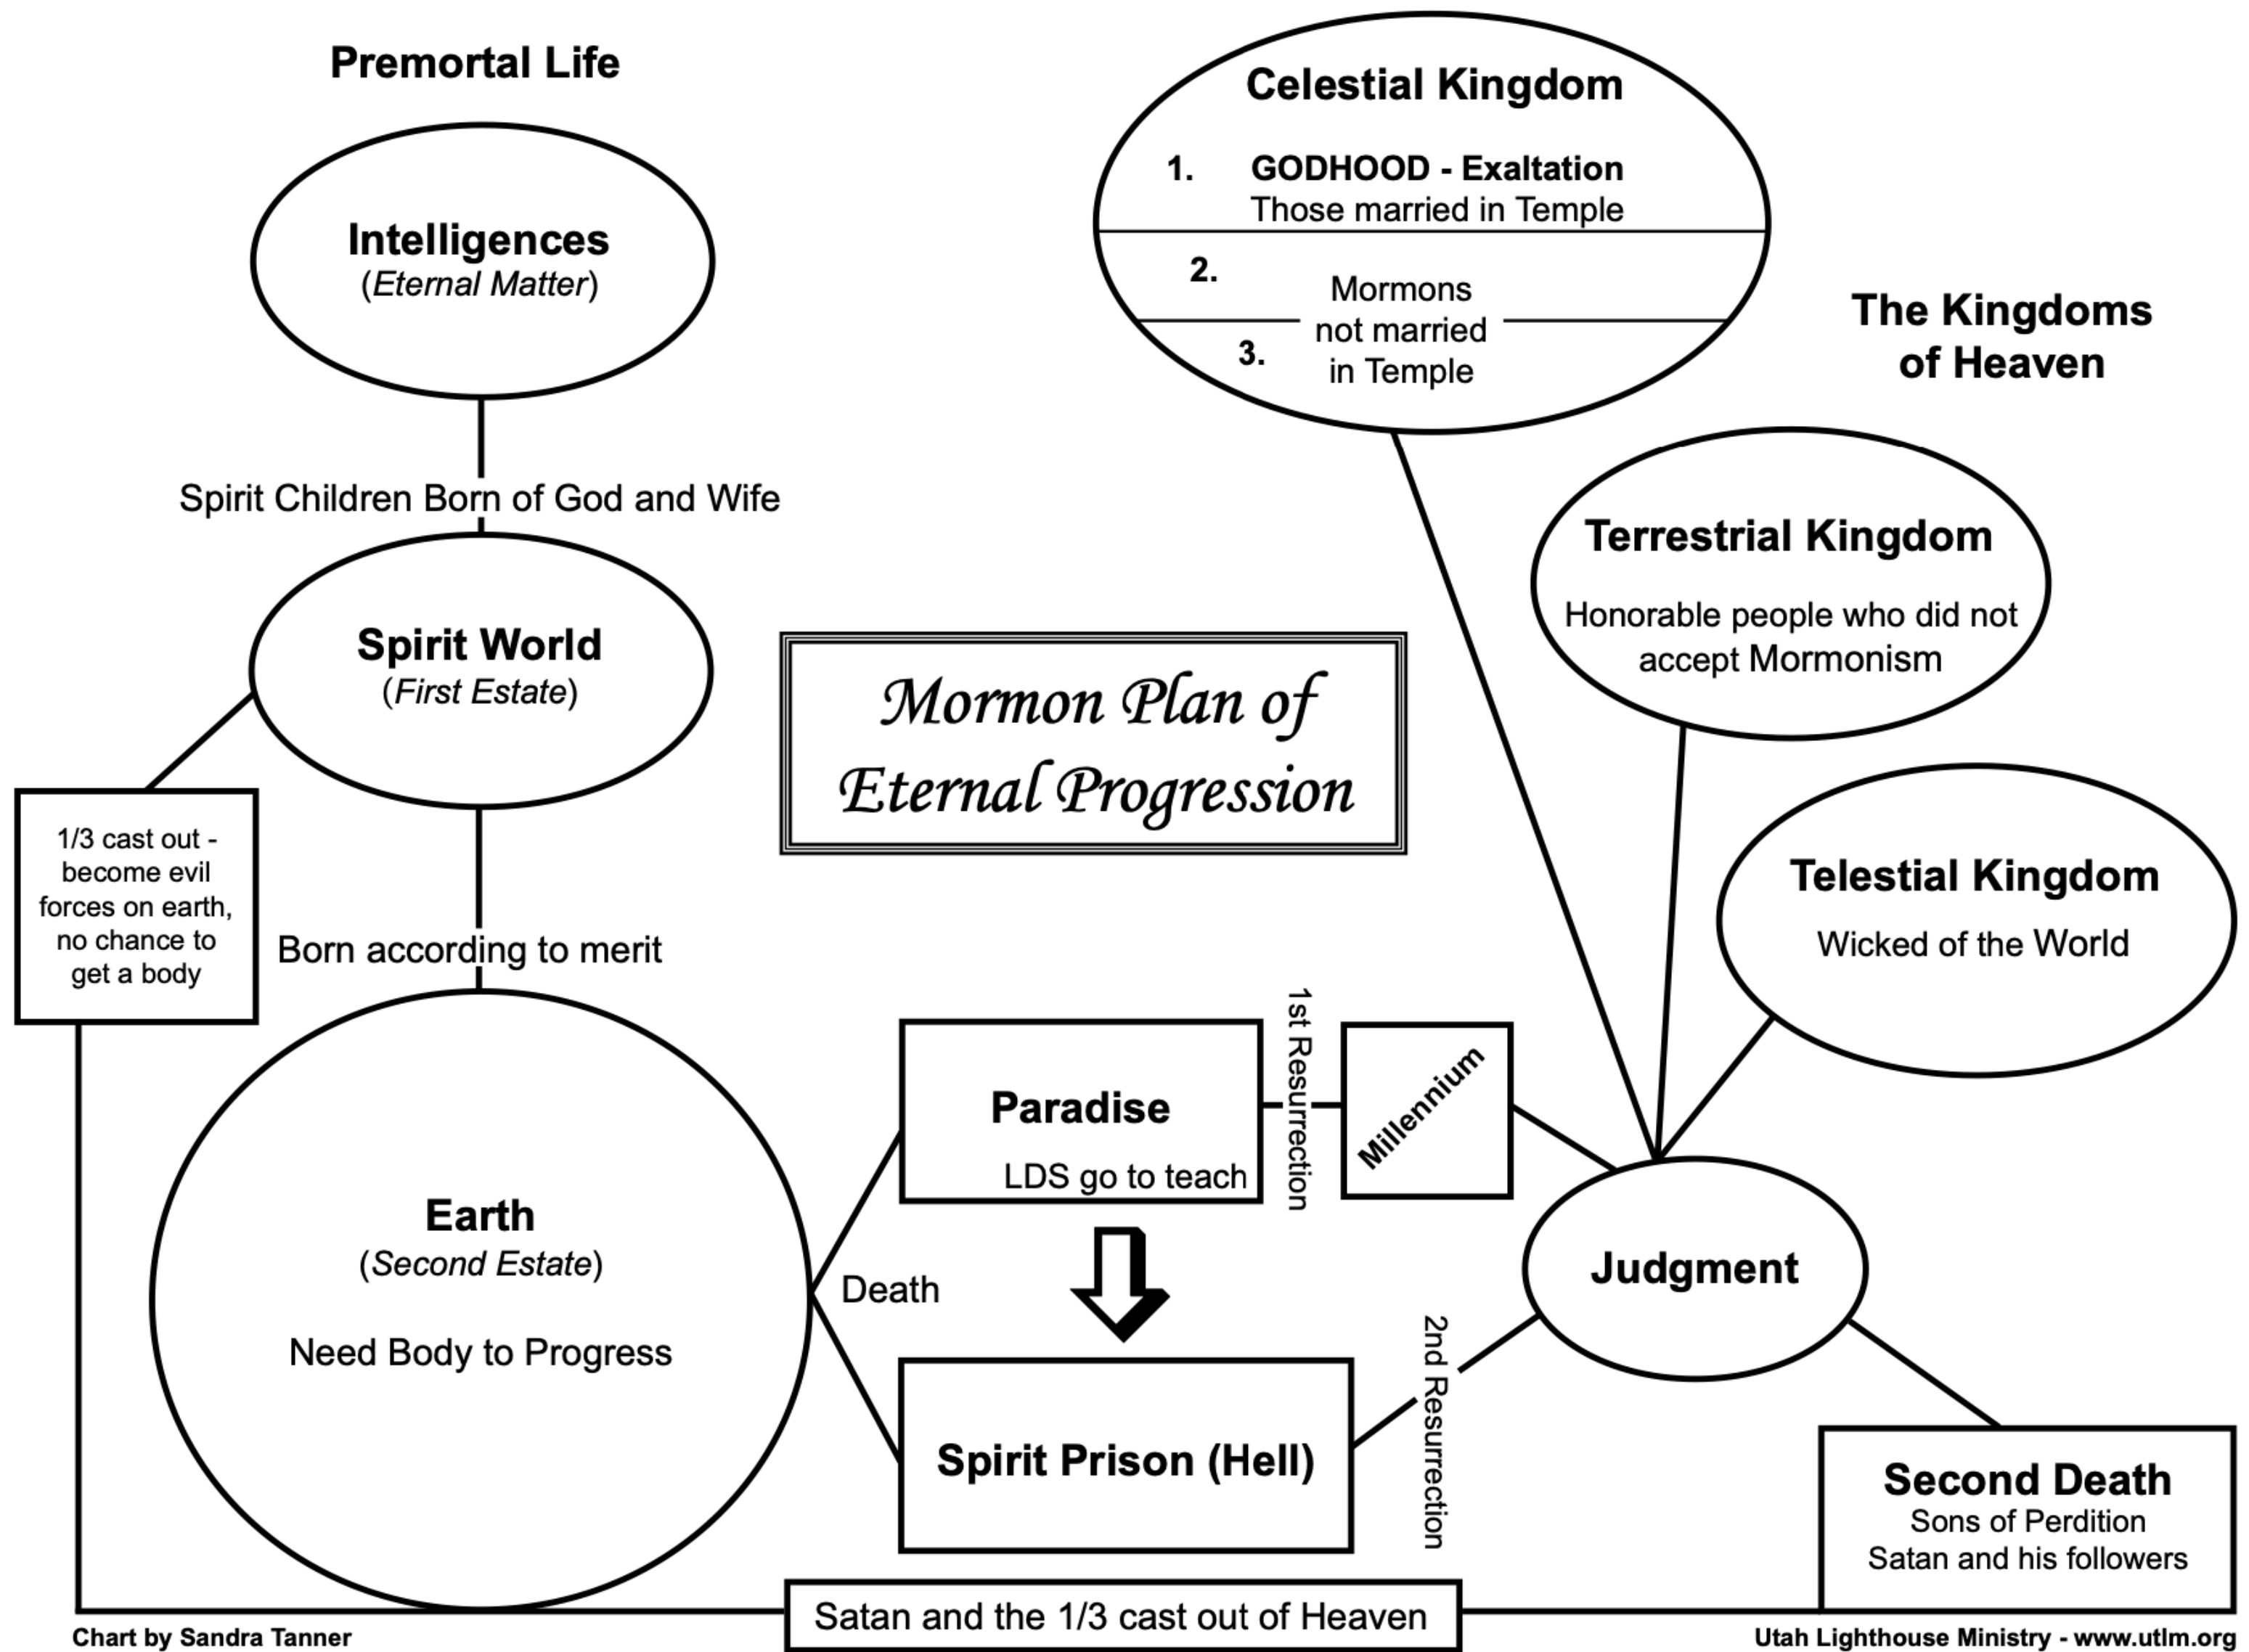 Premortal Life
Intelligences
(Eternal Matter)
Spirit Children Born of God and Wife
Spirit World
(First Estate)
1/3 cast out -
become evil
forces on earth,
no chance to
get a body
Born according to merit
Earth
(Second Estate)
Need Body to Progress
Mormon Plan of
Eternal Progression
Death
Paradise
LDS go to teach
Spirit Prison (Hell)
1st Resurrection
Millennium
2nd Resurrection
Judgment
Celestial Kingdom
1. GODHOOD - Exaltation
Those married in Temple
2.
Mormons
not married
3.
in Temple
The Kingdoms
of Heaven
Terrestrial Kingdom
Honorable people who did not
accept Mormonism
Telestial Kingdom
Wicked of the World
Second Death
Sons of Perdition
Satan and his followers
Satan and the 1/3 cast out of Heaven
Chart by Sandra Tanner
Utah Lighthouse Ministry - www.utlm.org